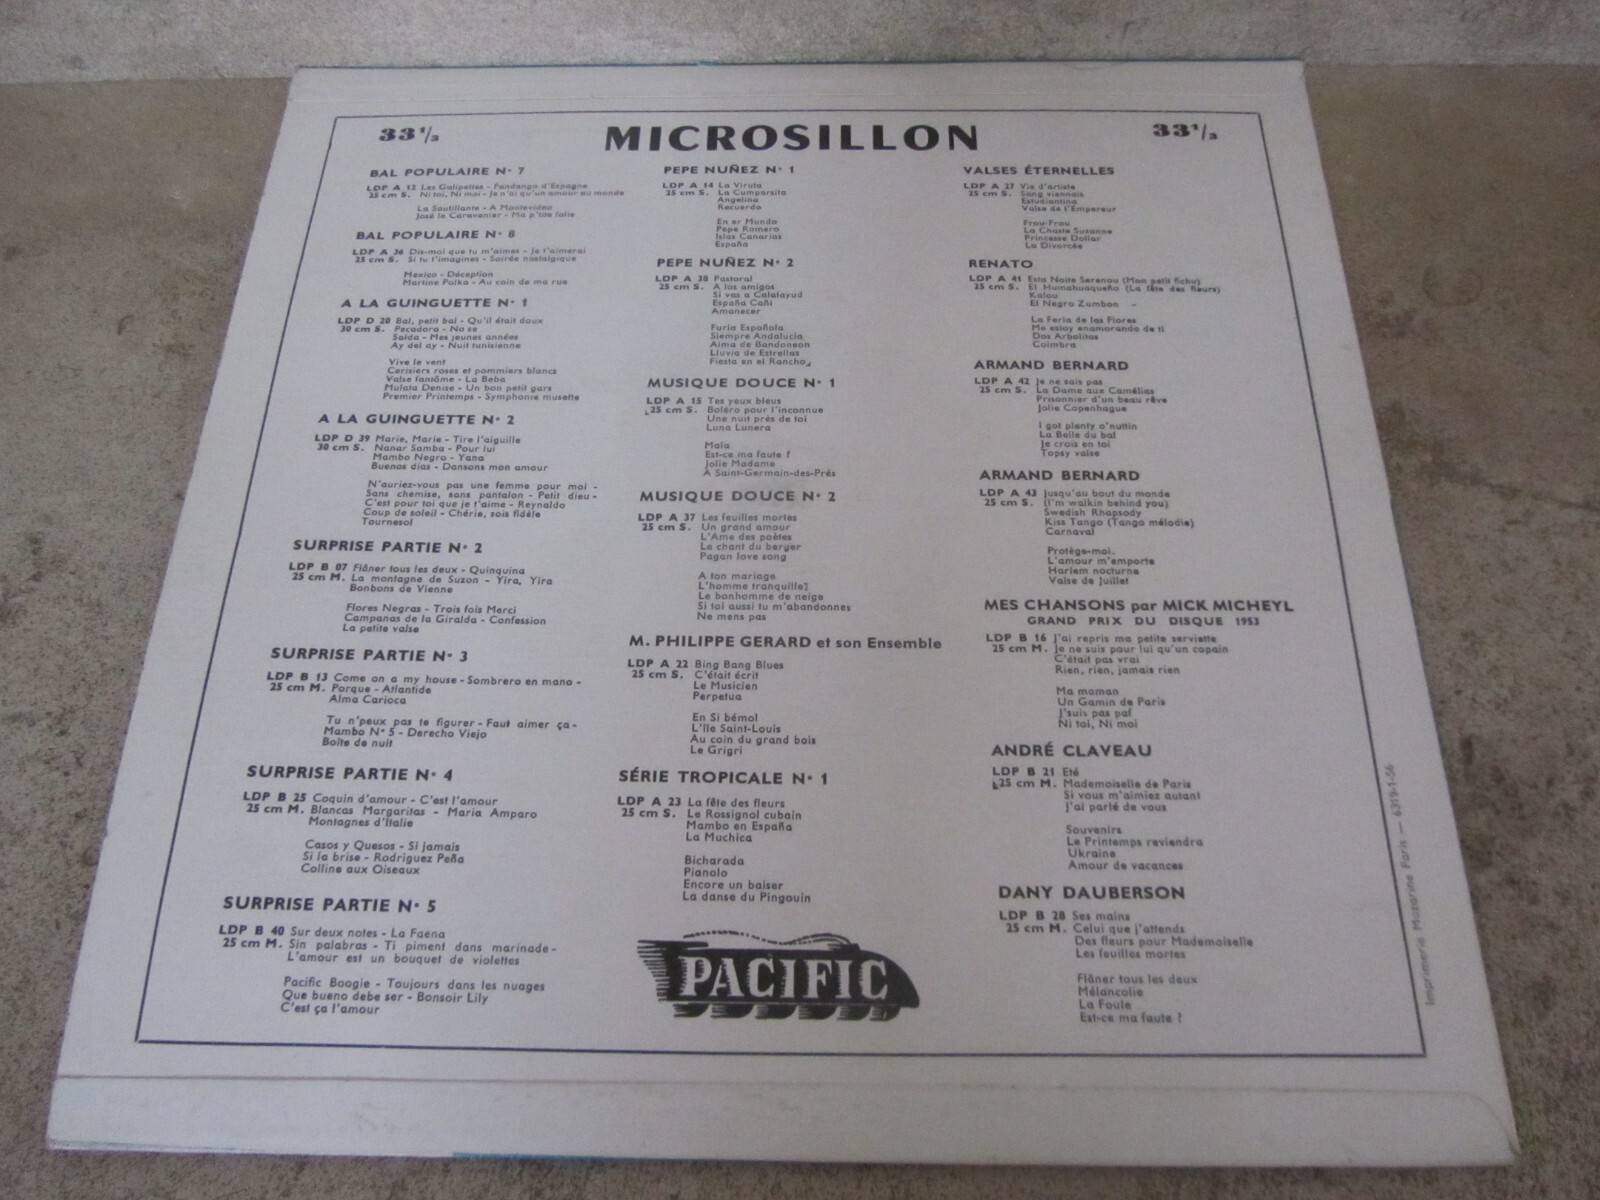 33 1/3
MICROSILLON
33 1/3
BAL POPULAIRE N° 7
LDP A 12 Les Galipettes - Fandango d'Espagne
25 cm S. Ni toi, Ni moi - Je n'ai qu'un amour au monde
La Sautillante - A Montevideo
José le Caravanier - Ma p'tite folie
BAL POPULAIRE N° 8
LDP A 36 Dis-moi que tu m'aimes - Je t'aimerai
25 cm S. Si tu t'imagines - Soirée nostalgique
Mexico - Déception
Martine Polka - Au coin de ma rue
A LA GUINGUETTE N° 1
LDP D 20 Bal, petit bal - Qu'il était doux
30 cm S. Pecadora - No se
Saïda - Mes jeunes années
Ay del ay - Nuit tunisienne
Vive le vent
Cerisiers roses et pommiers blancs
Valse fantôme - La Beba
Mulata Denise - Un bon petit gars
Premier Printemps - Symphonie musette
A LA GUINGUETTE N° 2
LDP D 39 Marie, Marie - Tire l'aiguille
30 cm S. Nanar Samba - Pour lui
Mambo Negro - Yana
Buenos dias - Dansons mon amour
N'auriez-vous pas une femme pour moi -
Sans chemise, sans pantalon - Petit dieu -
C'est pour toi que je t'aime - Reynaldo
Coup de soleil - Chérie, sois fidèle
Tournesol
SURPRISE PARTIE N° 2
LDP B 07 Flâner tous les deux - Quinquina
25 cm M. La montagne de Suzon - Yira, Yira
Bonbons de Vienne
Flores Negras - Trois fois Merci
Campanas de la Giralda - Confession
La petite valse
SURPRISE PARTIE N° 3
LDP B 13 Come on a my house - Sombrero en mano -
25 cm M. Porque - Atlantide
Alma Carioca
Tu n'peux pas te figurer - Faut aimer ça -
Mambo N° 5 - Derecho Viejo
Boîte de nuit
SURPRISE PARTIE N° 4
LDP B 25 Coquin d'amour - C'est l'amour
25 cm M. Blancas Margaritas - Maria Amparo
Montagnes d'Italie
Casos y Quesos - Si jamais
Si la brise - Rodriguez Peña
Colline aux Oiseaux
SURPRISE PARTIE N° 5
LDP B 40 Sur deux notes - La Faena
25 cm M. Sin palabras - Ti piment dans marinade -
L'amour est un bouquet de violettes
Pacific Boogie - Toujours dans les nuages
Que bueno debe ser - Bonsoir Lily
C'est ça l'amour
PEPE NUÑEZ N° 1
LDP A 14 La Viruta
25 cm S. La Cumparsita
Angelina
Recuerdo
En er Mundo
Pepe Romero
Islas Canarias
España
PEPE NUÑEZ N° 2
LDP A 38 Pastoral
25 cm S. A los amigos
Si vas a Calatayud
España Cañi
Amanecer
Furia Española
Siempre Andalucia
Alma de Bandoneon
Lluvia de Estrellas
Fiesta en el Rancho
MUSIQUE DOUCE N° 1
LDP A 15 Tes yeux bleus
25 cm S. Boléro pour l'inconnue
Une nuit près de toi
Luna Lunera
Mala
Est-ce ma faute ?
Jolie Madame
A Saint-Germain-des-Prés
MUSIQUE DOUCE N° 2
LDP A 37 Les feuilles mortes
25 cm S. Un grand amour
L'Ame des poètes
Le chant du berger
Pagan love song
A ton mariage
L'homme tranquille
Le bonhomme de neige
Si toi aussi tu m'abandonnes
Ne mens pas
M. PHILIPPE GERARD et son Ensemble
LDP A 22 Bing Bang Blues
25 cm S. C'était écrit
Le Musicien
Perpetua
En Si bémol
L'île Saint-Louis
Au coin du grand bois
Le Grigri
SÉRIE TROPICALE N° 1
LDP A 23 La fête des fleurs
25 cm S. Le Rossignol cubain
Mambo en España
La Muchica
Bicharada
Pianolo
Encore un baiser
La danse du Pingouin
PACIFIC
VALSES ÉTERNELLES
LDP A 27 Vie d'artiste
25 cm S. Sang viennois
Estudiantina
Valse de l'Empereur
Frou-Frou
La Chaste Suzanne
Princesse Dollar
La Divorcée
RENATO
LDP A 41 Esta Noite Serenou (Mon petit fichu)
25 cm S. El Humahuaqueño (La fête des fleurs)
Kalou
El Negro Zumbon -
La Feria de las Flores
Me estoy enamorando de ti
Dos Arbolitos
Coimbra
ARMAND BERNARD
LDP A 42 Je ne sais pas
25 cm S. La Dame aux Camélias
Prisonnier d'un beau rêve
Jolie Copenhague
I got plenty o'nuttin
La Belle du bal
Je crois en toi
Topsy valse
ARMAND BERNARD
LDP A 43 Jusqu'au bout du monde
25 cm S. (I'm walkin behind you)
Swedish Rhapsody
Kiss Tango (Tango mélodie)
Carnaval
Protège-moi.
L'amour m'emporte
Harlem nocturne
Valse de Juillet
MES CHANSONS par MICK MICHEYL
GRAND PRIX DU DISQUE 1953
LDP B 16 J'ai repris ma petite serviette
25 cm M. Je ne suis pour lui qu'un copain
C'était pas vrai
Rien, rien, jamais rien
Ma maman
Un Gamin de Paris
J'suis pas paf
Ni toi, Ni moi
ANDRÉ CLAVEAU
LDP B 21 Eté
25 cm M. Mademoiselle de Paris
Si vous m'aimiez autant
J'ai parlé de vous
Souvenirs
Le Printemps reviendra
Ukraine
Amour de vacances
DANY DAUBERSON
LDP B 28 Ses mains
25 cm M. Celui que j'attends
Des fleurs pour Mademoiselle
Les feuilles mortes
Flâner tous les deux
Mélancolie
La Foule
Est-ce ma faute ?
Imprimerie Mazarine Paris — 6319-1-56